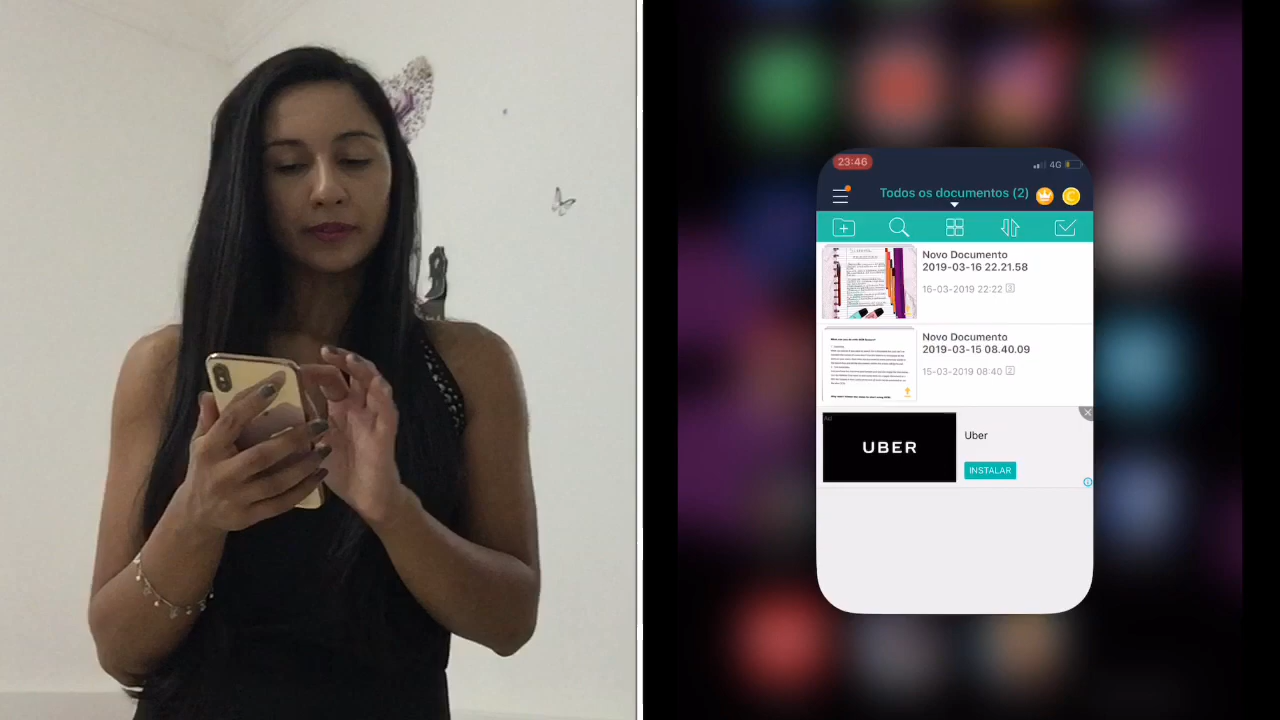 23:46
4G
Todos os documentos (2)
Novo Documento
2019-03-16 22.21.58
16-03-2019 22:22
Novo Documento
2019-03-15 08.40.09
15-03-2019 08:40
Ad
UBER
Uber
INSTALAR